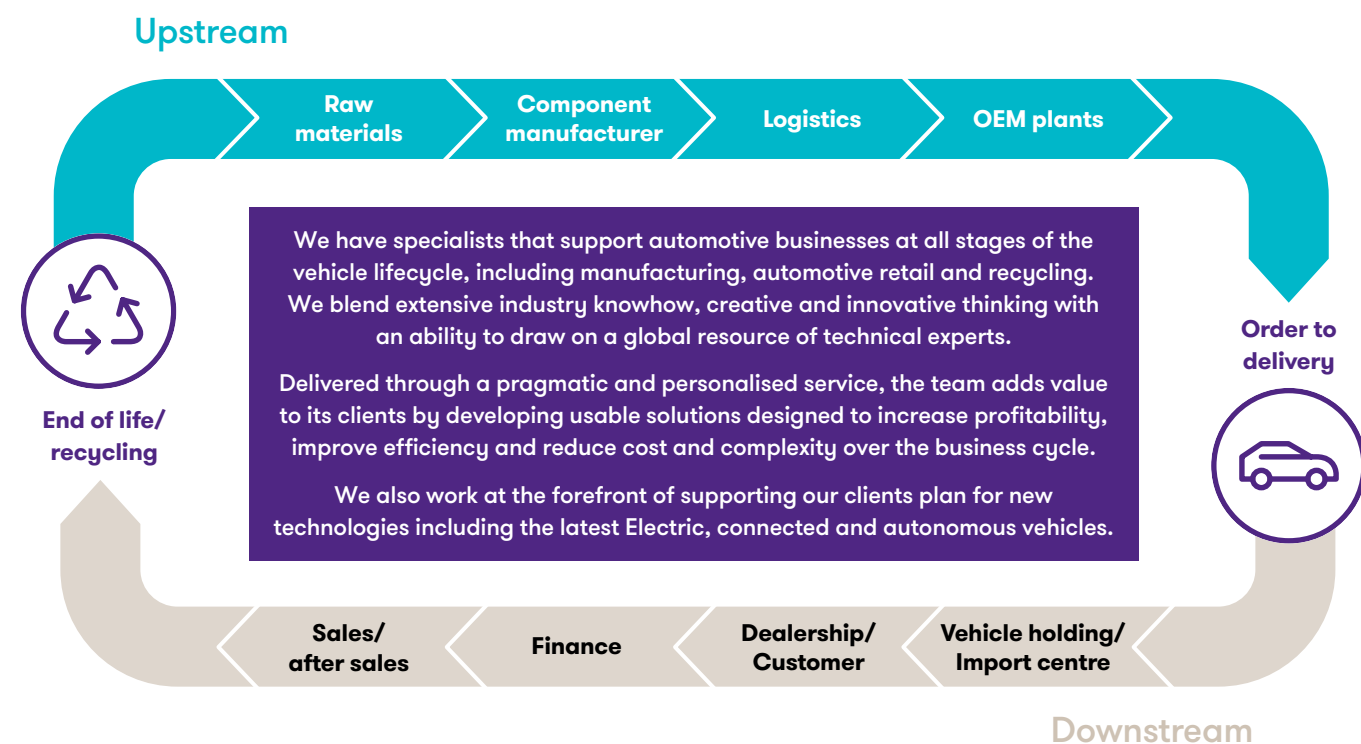 Upstream
Raw
materials
Component
manufacturer
Logistics
OEM plants
We have specialists that support automotive businesses at all stages of the
vehicle lifecycle, including manufacturing, automotive retail and recycling.
We blend extensive industry knowhow, creative and innovative thinking with
an ability to draw on a global resource of technical experts.
Delivered through a pragmatic and personalised service, the team adds value
to its clients by developing usable solutions designed to increase profitability,
improve efficiency and reduce cost and complexity over the business cycle.
We also work at the forefront of supporting our clients plan for new
technologies including the latest Electric, connected and autonomous vehicles.
Order to
delivery
End of life/
recycling
Sales/
after sales
Finance
Dealership/
Customer
Vehicle holding/
Import centre
Downstream